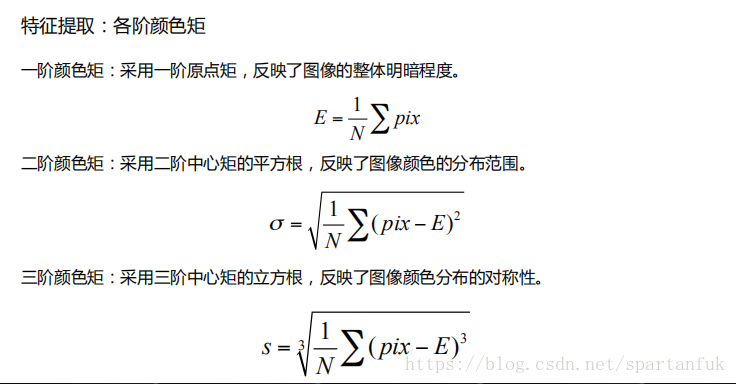 特征提取：各阶颜色矩
一阶颜色矩：采用一阶原点矩，反映了图像的整体明暗程度。
E = \frac{1}{N} \sum pix
二阶颜色矩：采用二阶中心矩的平方根，反映了图像颜色的分布范围。
σ = \sqrt{\frac{1}{N} \sum (pix - E)^2}
三阶颜色矩：采用三阶中心矩的立方根，反映了图像颜色分布的对称性。
s = \sqrt[3]{\frac{1}{N} \sum (pix - E)^3}
https://blog.csdn.net/spartanfuk